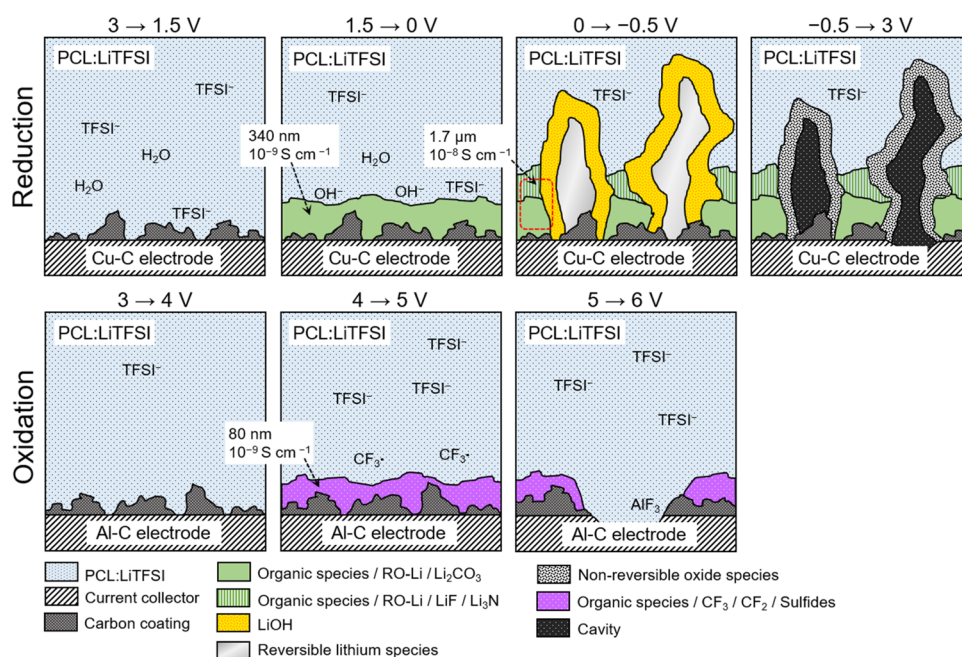 Reduction
3 → 1.5 V
PCL:LiTFSI
TFSI⁻
TFSI⁻
H₂O
H₂O
TFSI⁻
Cu-C electrode
1.5 → 0 V
PCL:LiTFSI
TFSI⁻
340 nm
10⁻⁹ S cm⁻¹
H₂O
OH⁻
OH⁻
TFSI⁻
Cu-C electrode
0 → −0.5 V
PCL:LiTFSI
TFSI⁻
1.7 μm
10⁻⁸ S cm⁻¹
Cu-C electrode
−0.5 → 3 V
PCL:LiTFSI
TFSI⁻
Cu-C electrode
Oxidation
3 → 4 V
PCL:LiTFSI
TFSI⁻
Al-C electrode
4 → 5 V
PCL:LiTFSI
TFSI⁻
TFSI⁻
TFSI⁻
80 nm
10⁻⁹ S cm⁻¹
CF₃•
CF₃•
Al-C electrode
5 → 6 V
PCL:LiTFSI
TFSI⁻
TFSI⁻
TFSI⁻
AlF₃
Al-C electrode
PCL:LiTFSI
Current collector
Carbon coating
Organic species / RO-Li / Li₂CO₃
Organic species / RO-Li / LiF / Li₃N
LiOH
Reversible lithium species
Non-reversible oxide species
Organic species / CF₃ / CF₂ / Sulfides
Cavity